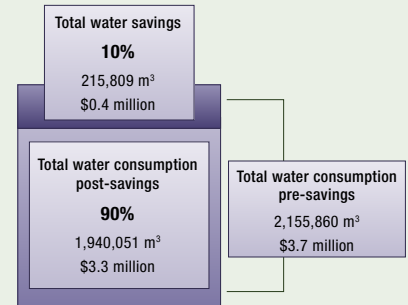 Total water savings
10%
215,809 m³
$0.4 million
Total water consumption
post-savings
90%
1,940,051 m³
$3.3 million
Total water consumption
pre-savings
2,155,860 m³
$3.7 million